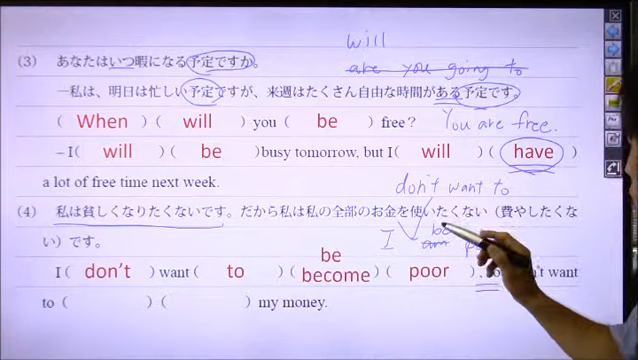 will
(3) あなたはいつ暇になる予定ですか。
are you going to
―私は、明日は忙しい予定ですが、来週はたくさん自由な時間がある予定です。
( When ) ( will ) you ( be ) free? You are free.
– I ( will ) ( be ) busy tomorrow, but I ( will ) ( have )
a lot of free time next week.
don't want to
(4) 私は貧しくなりたくないです。だから私は私の全部のお金を使いたくない（費やしたくな
い）です。
I am be
be
I ( don't ) want ( to ) ( become ) ( poor ), 't want
to ( ) ( ) my money.